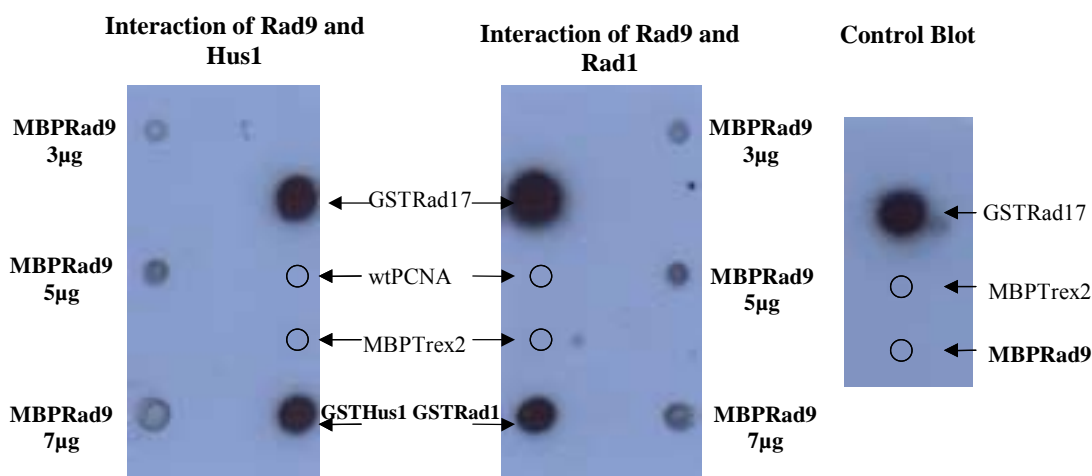 Interaction of Rad9 and
Hus1
Interaction of Rad9 and
Rad1
Control Blot
MBPRad9
3µg
MBPRad9
3µg
GSTRad17
GSTRad17
MBPRad9
5µg
wtPCNA
MBPRad9
5µg
MBPTrex2
MBPTrex2
MBPRad9
MBPRad9
7µg
GSTHus1 GSTRad1
MBPRad9
7µg